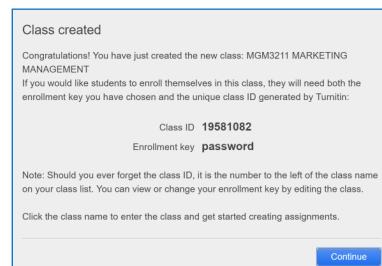 Class created
Congratulations! You have just created the new class: MGM3211 MARKETING
MANAGEMENT
If you would like students to enroll themselves in this class, they will need both the
enrollment key you have chosen and the unique class ID generated by Turnitin:
Class ID 19581082
Enrollment key password
Note: Should you ever forget the class ID, it is the number to the left of the class name
on your class list. You can view or change your enrollment key by editing the class.
Click the class name to enter the class and get started creating assignments.
Continue